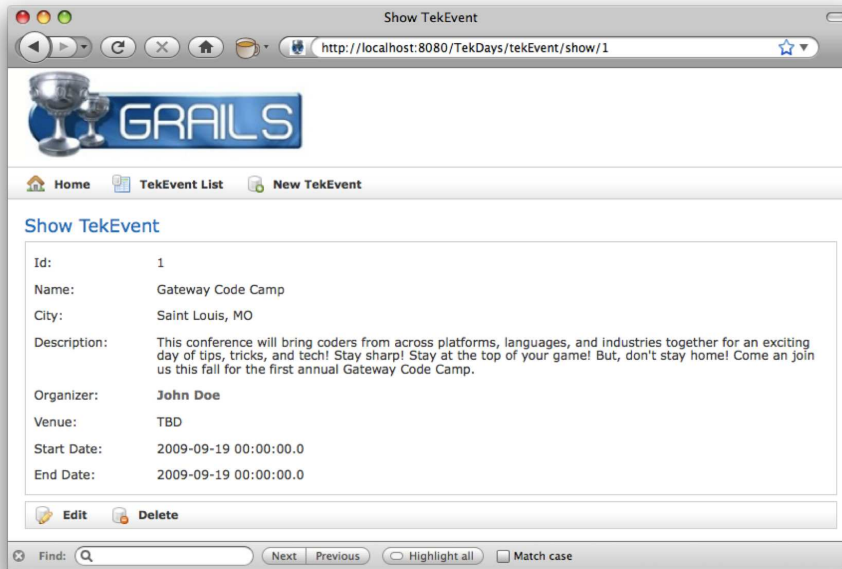 Show TekEvent
http://localhost:8080/TekDays/tekEvent/show/1
GRAILS
Home TekEvent List New TekEvent
Show TekEvent
Id: 1
Name: Gateway Code Camp
City: Saint Louis, MO
Description: This conference will bring coders from across platforms, languages, and industries together for an exciting
day of tips, tricks, and tech! Stay sharp! Stay at the top of your game! But, don't stay home! Come an join
us this fall for the first annual Gateway Code Camp.
Organizer: John Doe
Venue: TBD
Start Date: 2009-09-19 00:00:00.0
End Date: 2009-09-19 00:00:00.0
Edit Delete
Find: Next Previous Highlight all Match case